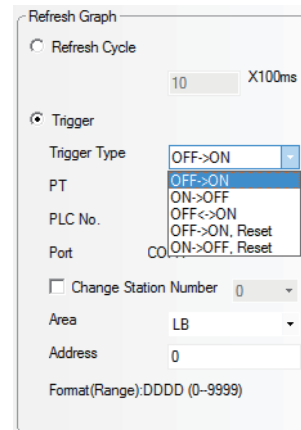 Refresh Graph
Refresh Cycle
10 X100ms
Trigger
Trigger Type OFF->ON
OFF->ON
PT ON->OFF
OFF<->ON
PLC No. OFF->ON, Reset
ON->OFF, Reset
Port
Change Station Number 0
Area LB
Address 0
Format(Range):DDDD (0--9999)